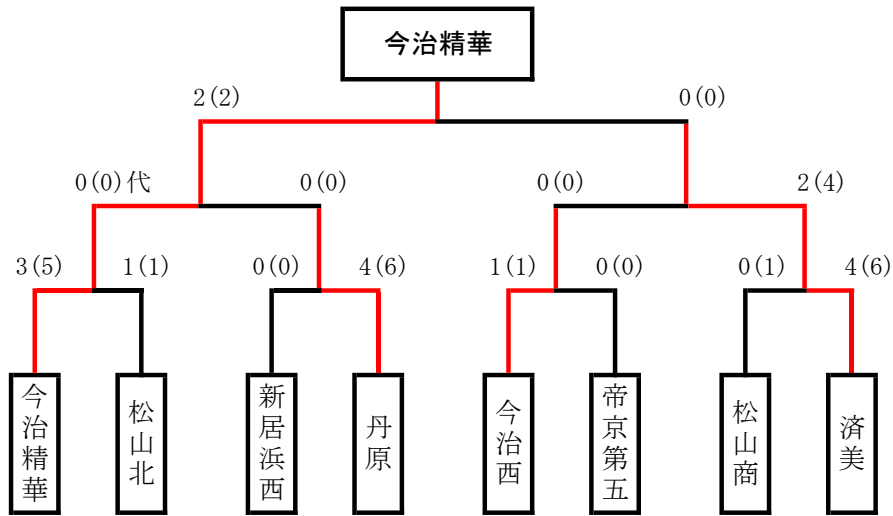 今治精華
2(2)
0(0)
0(0)代
0(0)
0(0)
2(4)
3(5)
1(1)
0(0)
4(6)
1(1)
0(0)
0(1)
4(6)
今治精華
松山北
新居浜西
丹原
今治西
帝京第五
松山商
済美